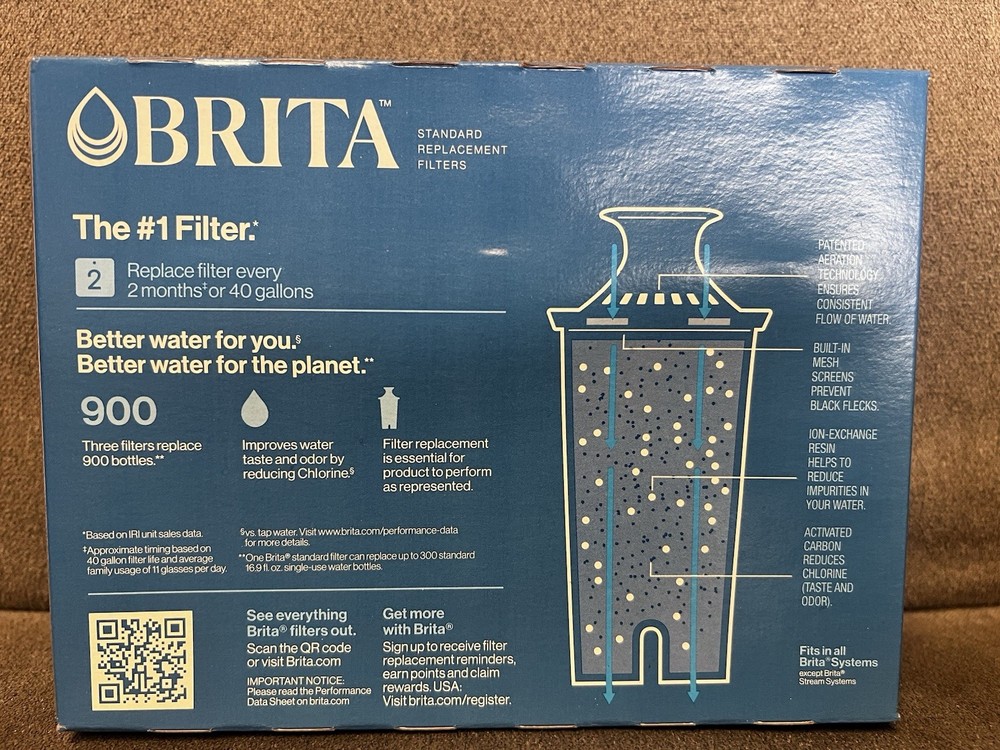 BRITA™
STANDARD
REPLACEMENT
FILTERS
The #1 Filter.*
2
Replace filter every
2 months‡ or 40 gallons
Better water for you.§
Better water for the planet.**
900
Three filters replace
900 bottles.**
Improves water
taste and odor by
reducing Chlorine.§
Filter replacement
is essential for
product to perform
as represented.
*Based on IRI unit sales data.
‡Approximate timing based on
40 gallon filter life and average
family usage of 11 glasses per day.
§vs. tap water. Visit www.brita.com/performance-data
for more details.
**One Brita® standard filter can replace up to 300 standard
16.9 fl. oz. single-use water bottles.
See everything
Brita® filters out.
Scan the QR code
or visit Brita.com
IMPORTANT NOTICE:
Please read the Performance
Data Sheet on brita.com
Get more
with Brita®
Sign up to receive filter
replacement reminders,
earn points and claim
rewards. USA:
Visit brita.com/register.
PATENTED
AERATION
TECHNOLOGY
ENSURES
CONSISTENT
FLOW OF WATER.
BUILT-IN
MESH
SCREENS
PREVENT
BLACK FLECKS.
ION-EXCHANGE
RESIN
HELPS TO
REDUCE
IMPURITIES IN
YOUR WATER.
ACTIVATED
CARBON
REDUCES
CHLORINE
(TASTE AND
ODOR).
Fits in all
Brita® Systems
except Brita®
Stream Systems